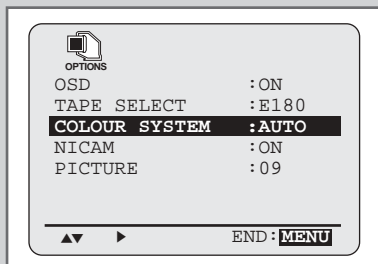 OPTIONS
OSD :ON
TAPE SELECT :E180
COLOUR SYSTEM :AUTO
NICAM :ON
PICTURE :09
▲▼ ▶ END:MENU